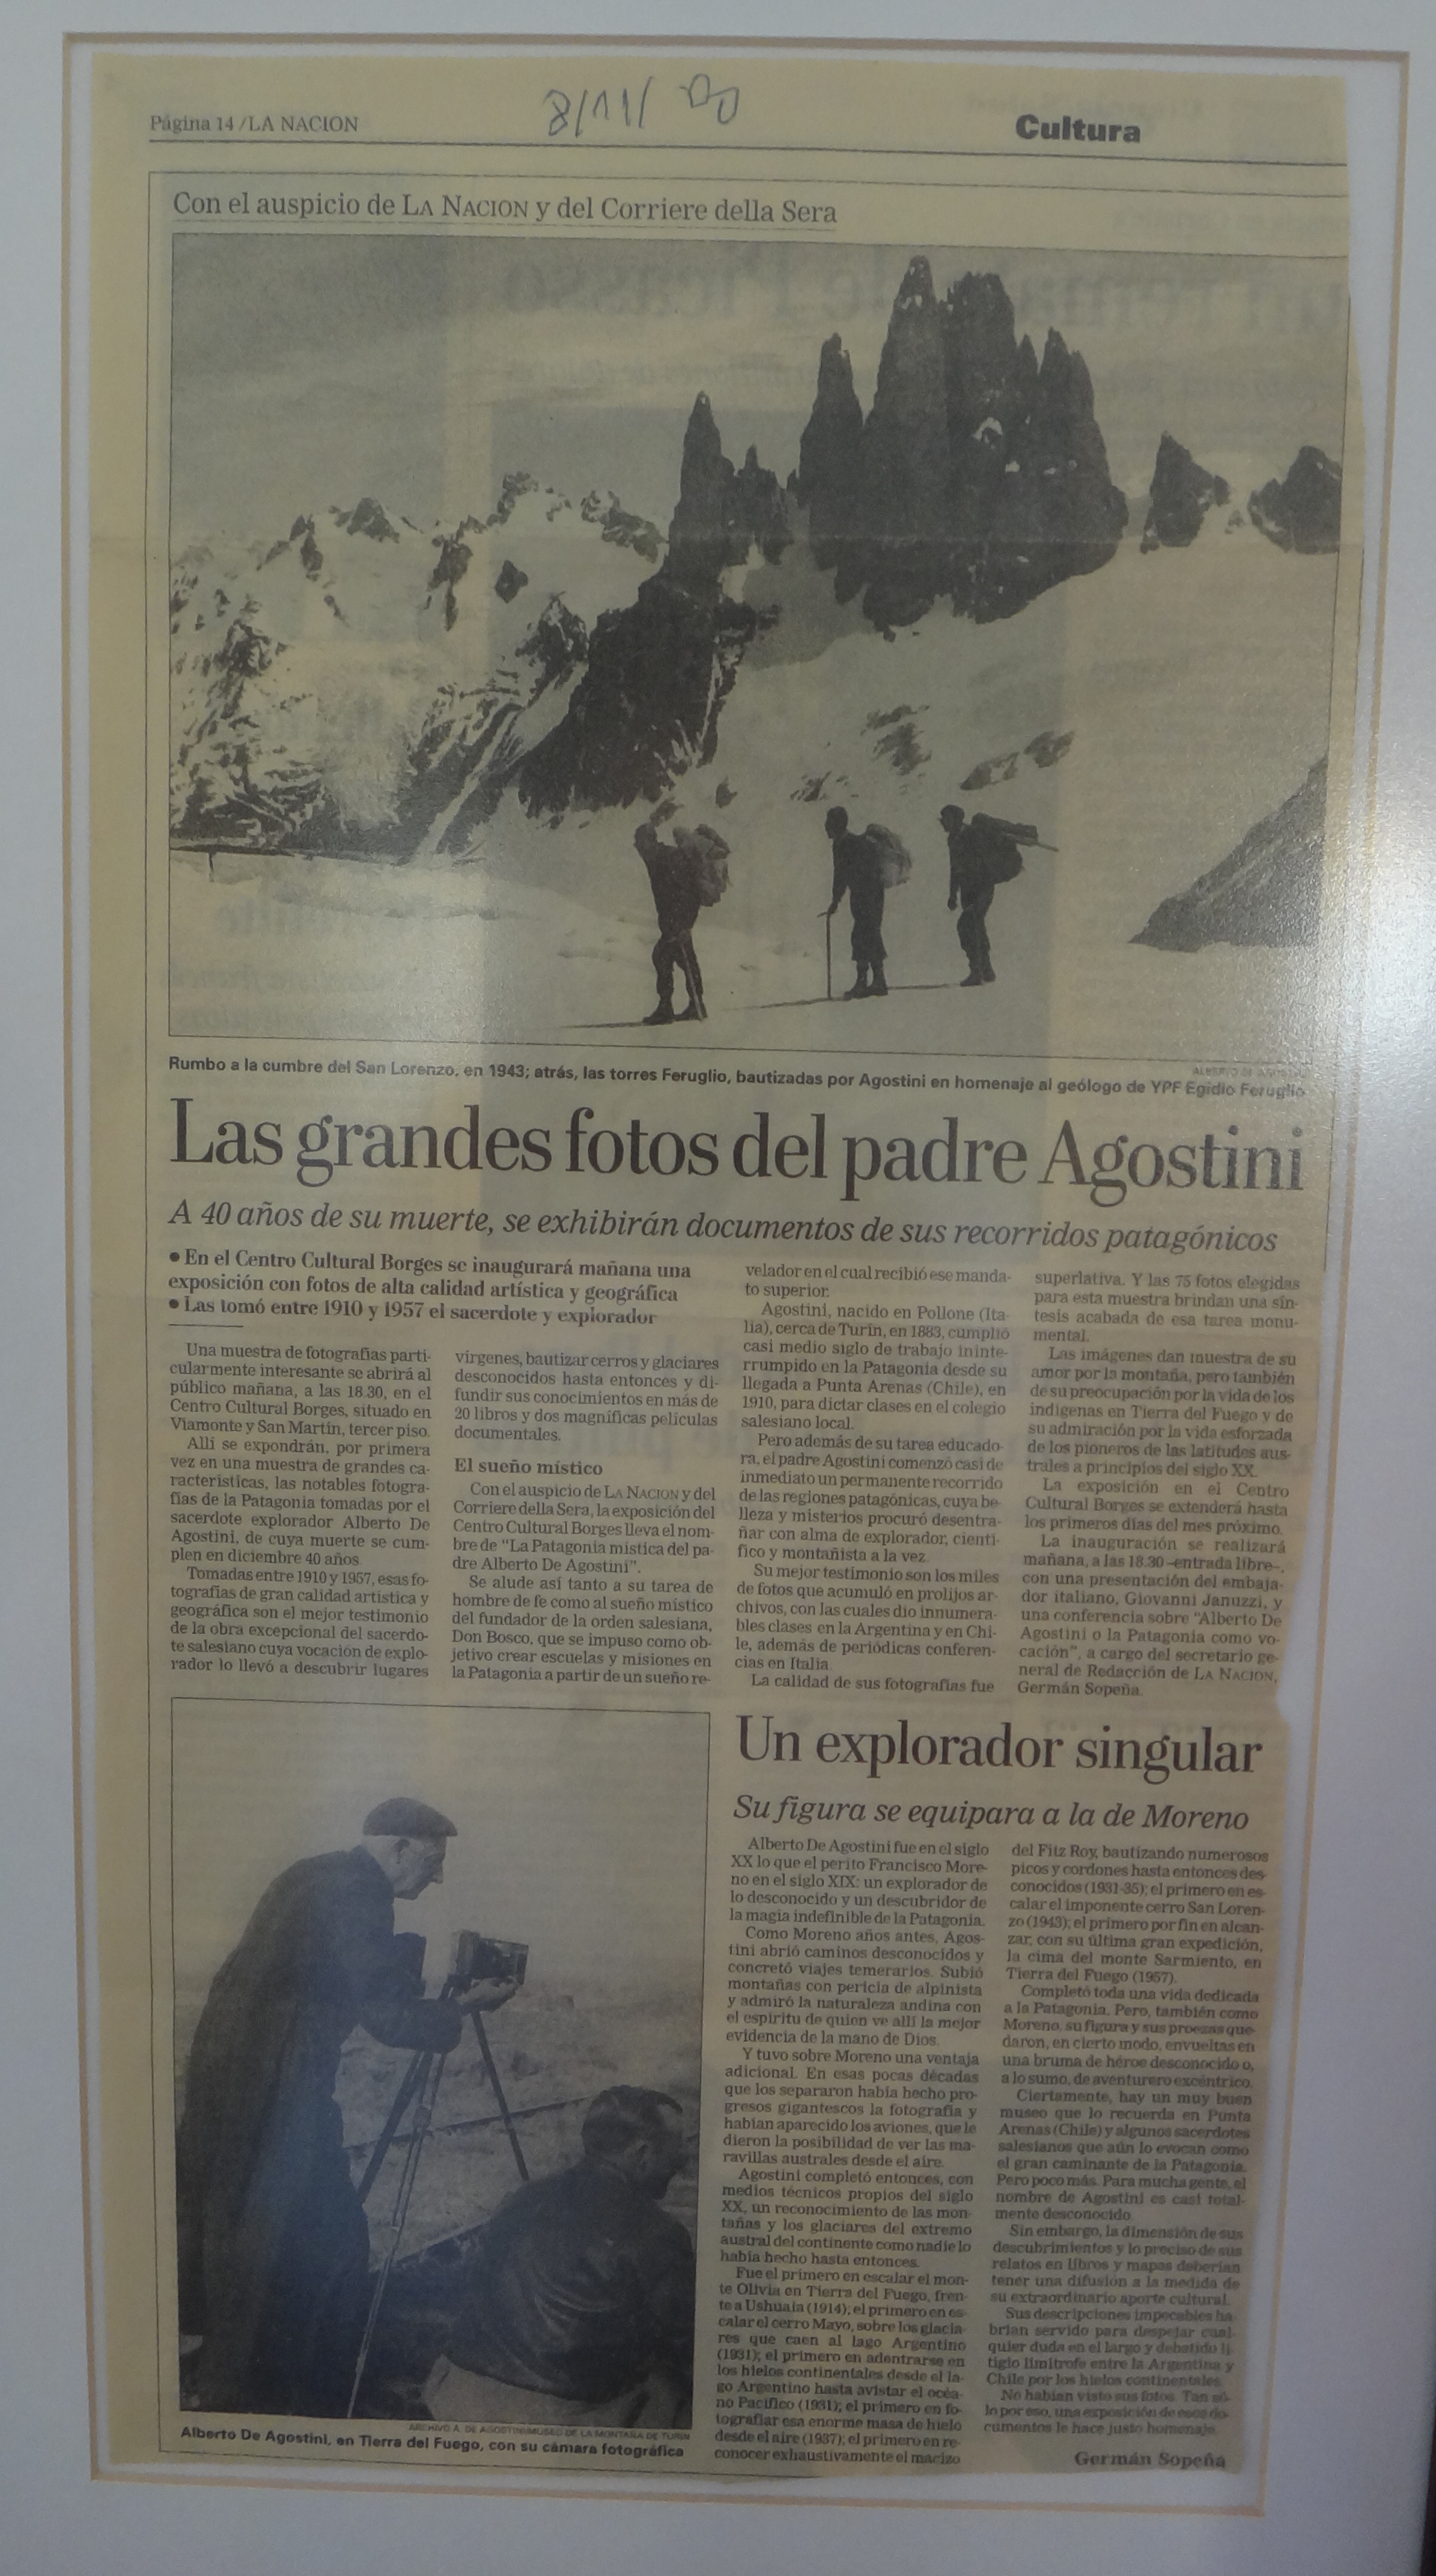 Página 14 / LA NACION
8/11/00
Cultura
Con el auspicio de LA NACION y del Corriere della Sera
ALBERTO DE AGOSTINI
Rumbo a la cumbre del San Lorenzo, en 1943; atrás, las torres Feruglio, bautizadas por Agostini en homenaje al geólogo de YPF Egidio Feruglio
Las grandes fotos del padre Agostini
A 40 años de su muerte, se exhibirán documentos de sus recorridos patagónicos
● En el Centro Cultural Borges se inaugurará mañana una
exposición con fotos de alta calidad artística y geográfica
● Las tomó entre 1910 y 1957 el sacerdote y explorador
Una muestra de fotografías parti-
cularmente interesante se abrirá al
público mañana, a las 18.30, en el
Centro Cultural Borges, situado en
Viamonte y San Martín, tercer piso.
Allí se expondrán, por primera
vez en una muestra de grandes ca-
racterísticas, las notables fotogra-
fías de la Patagonia tomadas por el
sacerdote explorador Alberto De
Agostini, de cuya muerte se cum-
plen en diciembre 40 años.
Tomadas entre 1910 y 1957, esas fo-
tografías de gran calidad artística y
geográfica son el mejor testimonio
de la obra excepcional del sacerdo-
te salesiano cuya vocación de explo-
rador lo llevó a descubrir lugares
vírgenes, bautizar cerros y glaciares
desconocidos hasta entonces y di-
fundir sus conocimientos en más de
20 libros y dos magníficas películas
documentales.
El sueño místico
Con el auspicio de LA NACION y del
Corriere della Sera, la exposición del
Centro Cultural Borges lleva el nom-
bre de "La Patagonia mística del pa-
dre Alberto De Agostini".
Se alude así tanto a su tarea de
hombre de fe como al sueño místico
del fundador de la orden salesiana,
Don Bosco, que se impuso como ob-
jetivo crear escuelas y misiones en
la Patagonia a partir de un sueño re-
velador en el cual recibió ese manda-
to superior.
Agostini, nacido en Pollone (Ita-
lia), cerca de Turín, en 1883, cumplió
casi medio siglo de trabajo ininte-
rrumpido en la Patagonia desde su
llegada a Punta Arenas (Chile), en
1910, para dictar clases en el colegio
salesiano local.
Pero además de su tarea educado-
ra, el padre Agostini comenzó casi de
inmediato un permanente recorrido
de las regiones patagónicas, cuya be-
lleza y misterios procuró desentra-
ñar con alma de explorador, cientí-
fico y montañista a la vez.
Su mejor testimonio son los miles
de fotos que acumuló en prolijos ar-
chivos, con las cuales dio innumera-
bles clases en la Argentina y en Chi-
le, además de periódicas conferen-
cias en Italia.
La calidad de sus fotografías fue
superlativa. Y las 75 fotos elegidas
para esta muestra brindan una sín-
tesis acabada de esa tarea monu-
mental.
Las imágenes dan muestra de su
amor por la montaña, pero también
de su preocupación por la vida de los
indígenas en Tierra del Fuego y de
su admiración por la vida esforzada
de los pioneros de las latitudes aus-
trales a principios del siglo XX.
La exposición en el Centro
Cultural Borges se extenderá hasta
los primeros días del mes próximo.
La inauguración se realizará
mañana, a las 18.30 –entrada libre–,
con una presentación del embaja-
dor italiano, Giovanni Januzzi, y
una conferencia sobre "Alberto De
Agostini o la Patagonia como vo-
cación", a cargo del secretario ge-
neral de Redacción de LA NACION,
Germán Sopeña.
ARCHIVO A. DE AGOSTINI/MUSEO DE LA MONTAÑA DE TURIN
Alberto De Agostini, en Tierra del Fuego, con su cámara fotográfica
Un explorador singular
Su figura se equipara a la de Moreno
Alberto De Agostini fue en el siglo
XX lo que el perito Francisco More-
no en el siglo XIX: un explorador de
lo desconocido y un descubridor de
la magia indefinible de la Patagonia.
Como Moreno años antes, Agos-
tini abrió caminos desconocidos y
concretó viajes temerarios. Subió
montañas con pericia de alpinista
y admiró la naturaleza andina con
el espíritu de quien ve allí la mejor
evidencia de la mano de Dios.
Y tuvo sobre Moreno una ventaja
adicional. En esas pocas décadas
que los separaron había hecho pro-
gresos gigantescos la fotografía y
habían aparecido los aviones, que le
dieron la posibilidad de ver las ma-
ravillas australes desde el aire.
Agostini completó entonces, con
medios técnicos propios del siglo
XX, un reconocimiento de las mon-
tañas y los glaciares del extremo
austral del continente como nadie lo
había hecho hasta entonces.
Fue el primero en escalar el mon-
te Olivia en Tierra del Fuego, fren-
te a Ushuaia (1914); el primero en es-
calar el cerro Mayo, sobre los glacia-
res que caen al lago Argentino
(1931); el primero en adentrarse en
los hielos continentales desde el la-
go Argentino hasta avistar el océa-
no Pacífico (1931); el primero en fo-
tografiar esa enorme masa de hielo
desde el aire (1937); el primero en re-
conocer exhaustivamente el macizo
del Fitz Roy, bautizando numerosos
picos y cordones hasta entonces des-
conocidos (1931-35); el primero en es-
calar el imponente cerro San Loren-
zo (1943); el primero por fin en alcan-
zar, con su última gran expedición,
la cima del monte Sarmiento, en
Tierra del Fuego (1957).
Completó toda una vida dedicada
a la Patagonia. Pero, también como
Moreno, su figura y sus proezas que-
daron, en cierto modo, envueltas en
una bruma de héroe desconocido o,
a lo sumo, de aventurero excéntrico.
Ciertamente, hay un muy buen
museo que lo recuerda en Punta
Arenas (Chile) y algunos sacerdotes
salesianos que aún lo evocan como
el gran caminante de la Patagonia.
Pero poco más. Para mucha gente, el
nombre de Agostini es casi total-
mente desconocido.
Sin embargo, la dimensión de sus
descubrimientos y lo preciso de sus
relatos en libros y mapas deberían
tener una difusión a la medida de
su extraordinario aporte cultural.
Sus descripciones impecables ha-
brían servido para despejar cual-
quier duda en el largo y debatido li-
tigio limítrofe entre la Argentina y
Chile por los hielos continentales.
No habían visto sus fotos. Tan só-
lo por eso, una exposición de esos do-
cumentos le hace justo homenaje.
Germán Sopeña